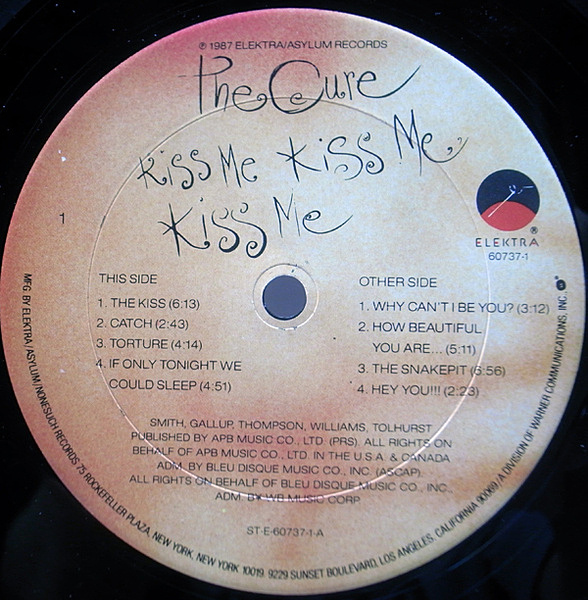 ℗ 1987 ELEKTRA/ASYLUM RECORDS
The Cure
Kiss Me Kiss Me,
Kiss Me
1
ELEKTRA®
60737-1
THIS SIDE
1. THE KISS (6:13)
2. CATCH (2:43)
3. TORTURE (4:14)
4. IF ONLY TONIGHT WE
COULD SLEEP (4:51)
OTHER SIDE
1. WHY CAN'T I BE YOU? (3:12)
2. HOW BEAUTIFUL
YOU ARE... (5:11)
3. THE SNAKEPIT (6:56)
4. HEY YOU!!! (2:23)
SMITH, GALLUP, THOMPSON, WILLIAMS, TOLHURST
PUBLISHED BY APB MUSIC CO., LTD (PRS). ALL RIGHTS ON
BEHALF OF APB MUSIC CO., LTD. IN THE U.S.A. & CANADA
ADM. BY BLEU DISQUE MUSIC CO., INC. (ASCAP).
ALL RIGHTS ON BEHALF OF BLEU DISQUE MUSIC CO., INC.,
ADM. BY WB MUSIC CORP.
ST-E-60737-1-A
MFG. BY ELEKTRA/ASYLUM/NONESUCH RECORDS 75 ROCKEFELLER PLAZA, NEW YORK, NEW YORK 10019. 9229 SUNSET BOULEVARD, LOS ANGELES, CALIFORNIA 90069 / A DIVISION OF WARNER COMMUNICATIONS, INC.